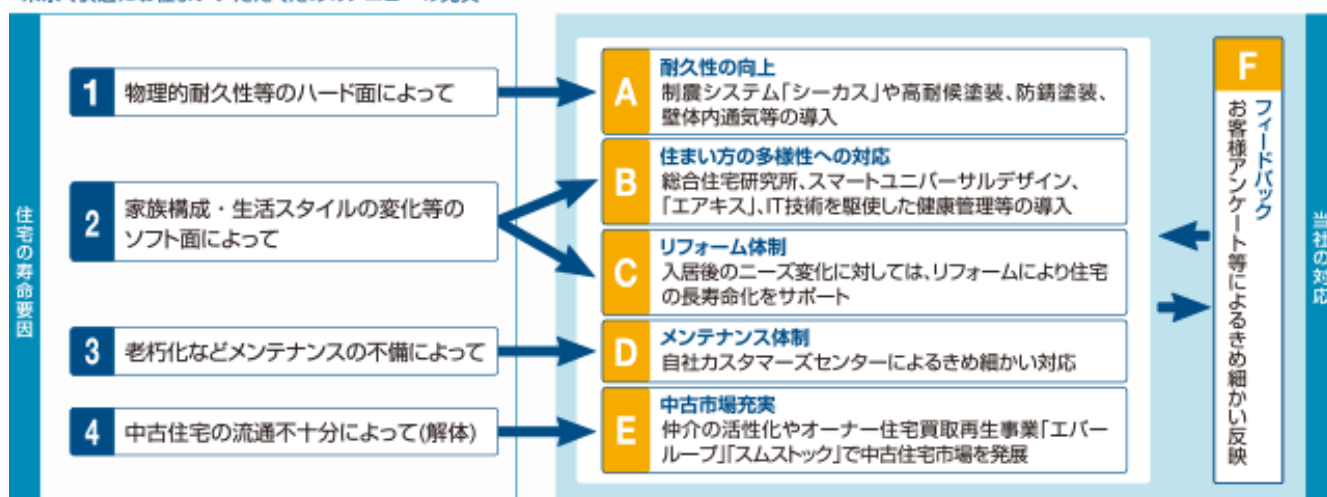 住宅の寿命要因
1 物理的耐久性等のハード面によって
2 家族構成・生活スタイルの変化等の
ソフト面によって
3 老朽化などメンテナンスの不備によって
4 中古住宅の流通不十分によって(解体)
A 耐久性の向上
制震システム「シーカス」や高耐候塗装、防錆塗装、
壁体内通気等の導入
B 住まい方の多様性への対応
総合住宅研究所、スマートユニバーサルデザイン、
「エアキス」、IT技術を駆使した健康管理等の導入
C リフォーム体制
入居後のニーズ変化に対しては、リフォームにより住宅
の長寿命化をサポート
D メンテナンス体制
自社カスタマーズセンターによるきめ細かい対応
E 中古市場充実
仲介の活性化やオーナー住宅買取再生事業「エバー
ループ」「スムストック」で中古住宅市場を発展
F
フィードバック
お客様アンケート等によるきめ細かい反映
当社の対応